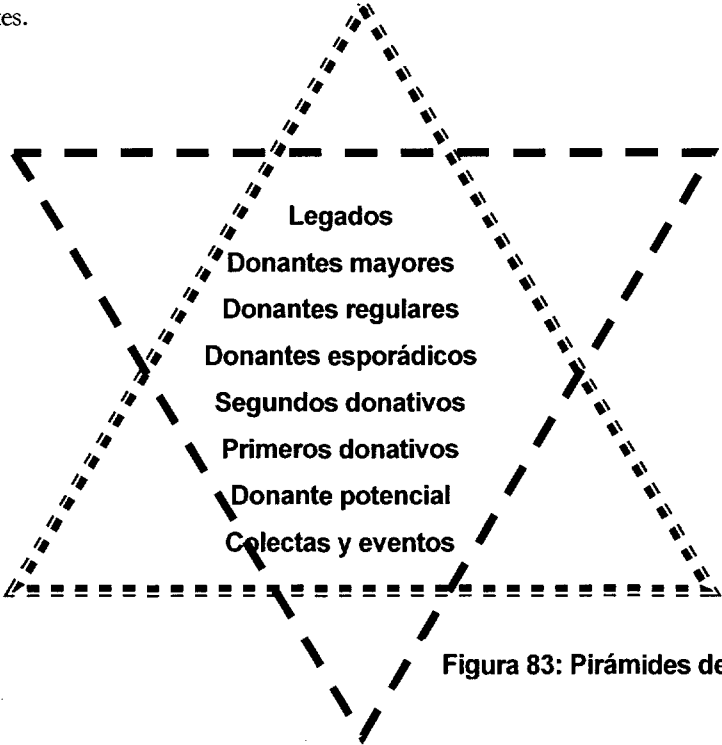 tes.
Legados
Donantes mayores
Donantes regulares
Donantes esporádicos
Segundos donativos
Primeros donativos
Donante potencial
Colectas y eventos
Figura 83: Pirámides de